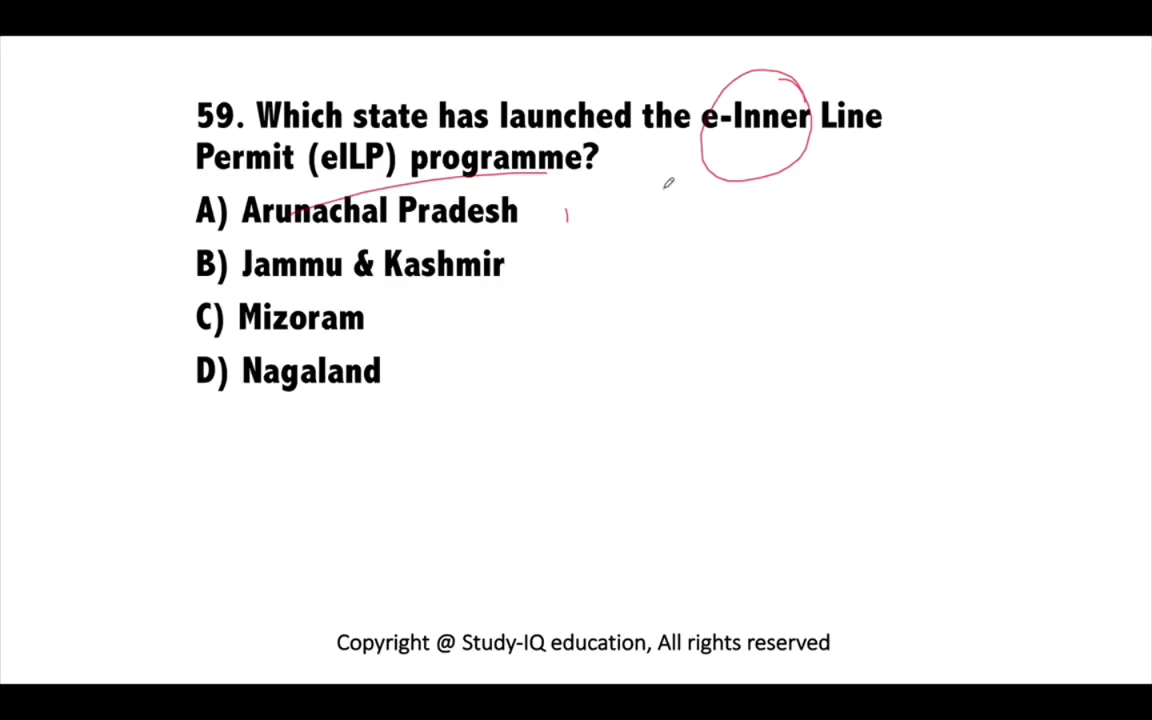 59. Which state has launched the e-Inner Line
Permit (eILP) programme?
A) Arunachal Pradesh
B) Jammu & Kashmir
C) Mizoram
D) Nagaland
Copyright @ Study-IQ education, All rights reserved